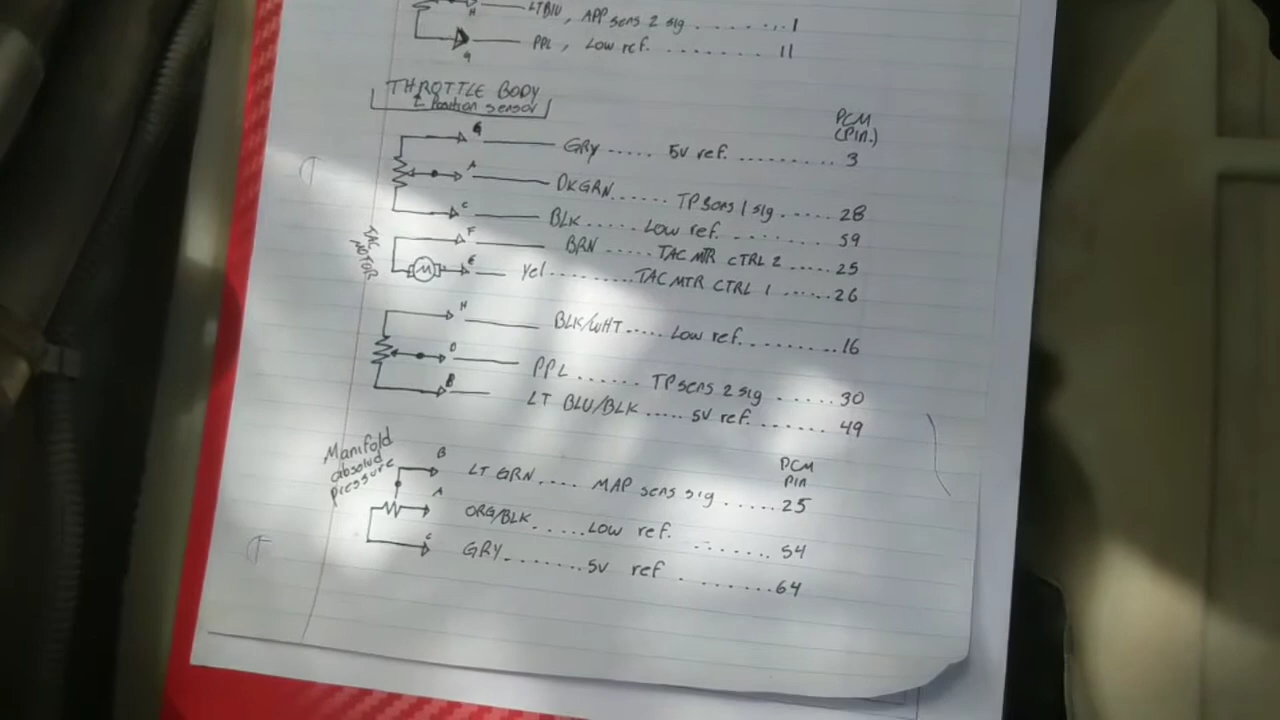 H LTBlU, APP sens 2 sig ........ 1
9 PPL, Low ref. ......... 11
THROTTLE BODY
& Position sensor
PCM
(Pin.)
G GRY ..... 5v ref. .......... 3
A DKGRN ...... TP sens 1 sig ..... 28
C BLK ..... Low ref. ........ 59
TAC MOTOR
F BRN ..... TAC MTR CTRL 2 ..... 25
E Yel ......... TAC MTR CTRL 1 ...... 26
H BLK/WHT ..... Low ref. ......... 16
D PPL ...... TP sens 2 sig ...... 30
B LT BLU/BLK ..... 5V ref. ....... 49
Manifold
absolud
pressure
PCM
Pin
B LT GRN, .... MAP sens sig ...... 25
A ORG/BLK ...... Low ref. ........ 54
C GRY ........ 5v ref ......... 64